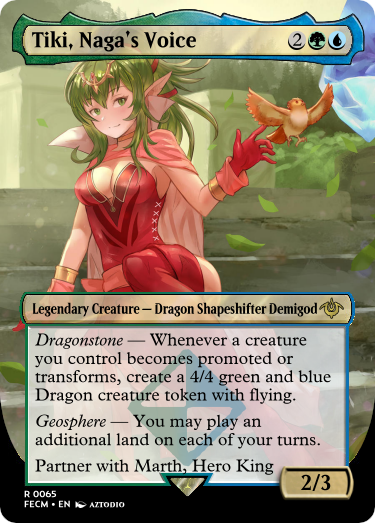 Tiki, Naga's Voice 2
Legendary Creature — Dragon Shapeshifter Demigod
Dragonstone — Whenever a creature
you control becomes promoted or
transforms, create a 4/4 green and blue
Dragon creature token with flying.
Geosphere — You may play an
additional land on each of your turns.
Partner with Marth, Hero King
2/3
R 0065
FECM • EN AZTODIO